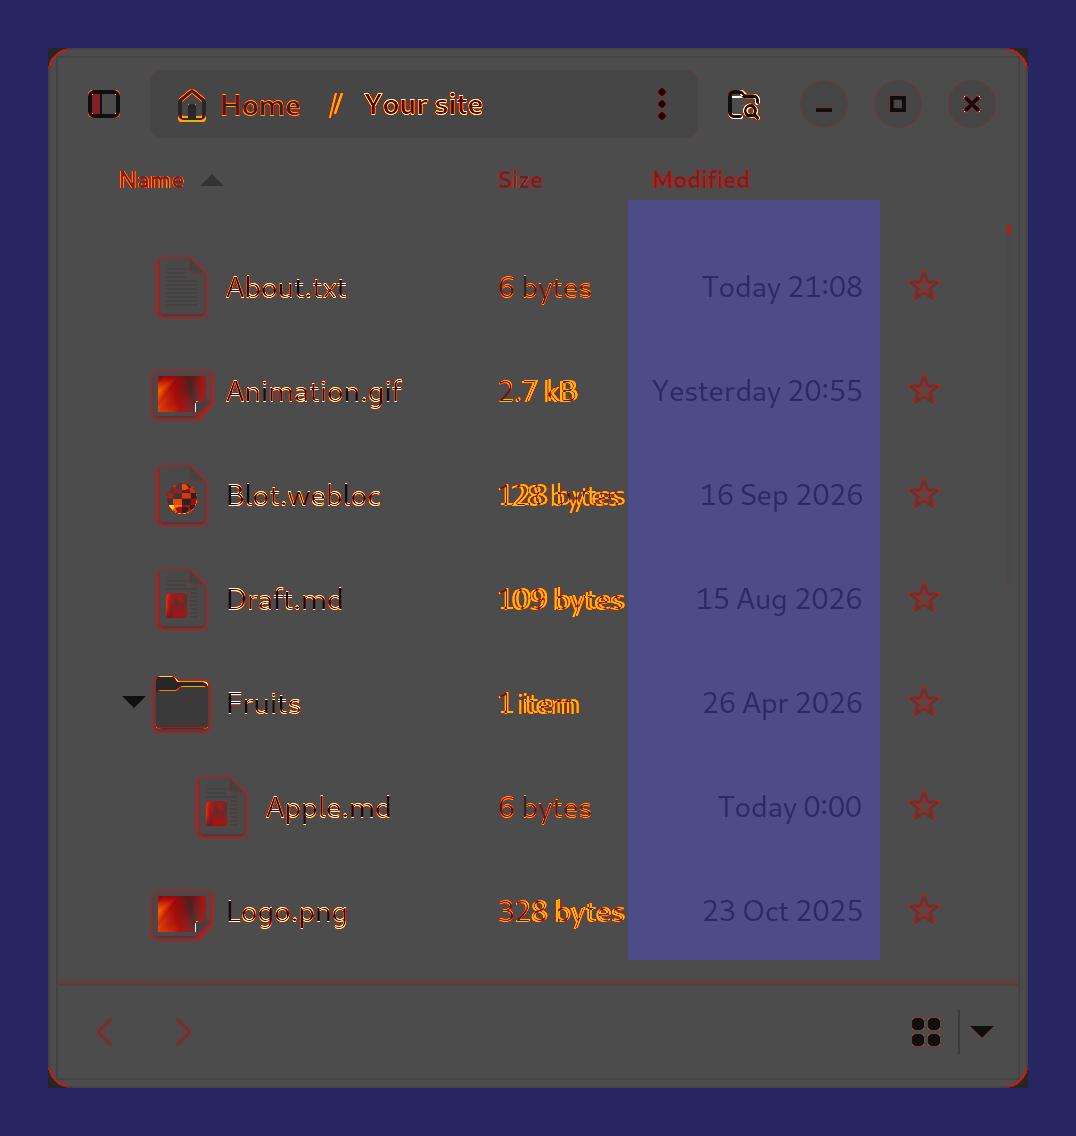 Home // Your site
Name Size Modified
About.txt 6 bytes Today 21:08
Animation.gif 2.7 kB Yesterday 20:55
Blot.webloc 128 bytes 16 Sep 2026
Draft.md 109 bytes 15 Aug 2026
Fruits 1 item 26 Apr 2026
Apple.md 6 bytes Today 0:00
Logo.png 328 bytes 23 Oct 2025